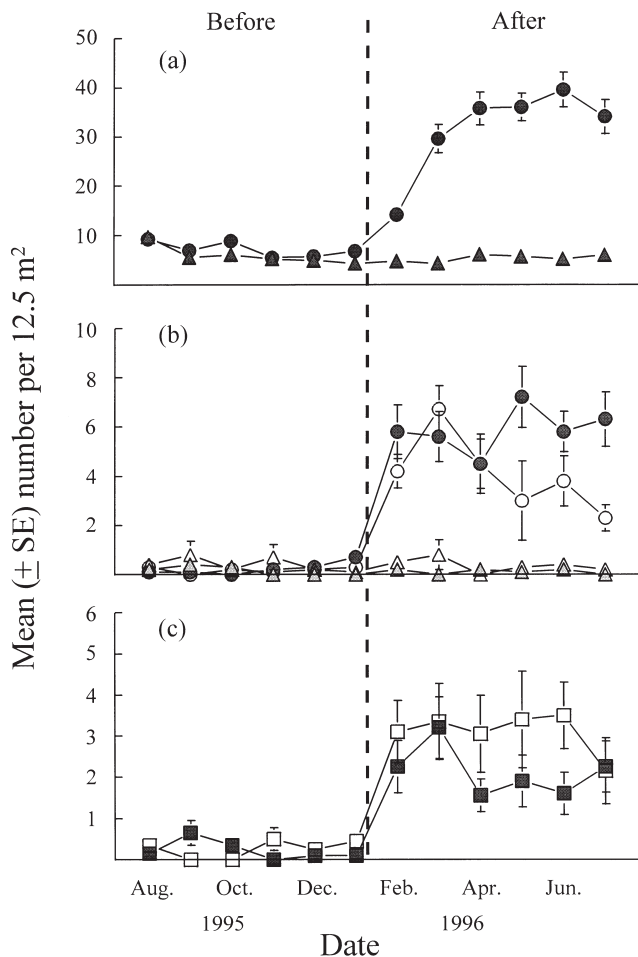 Before After
(a)
50
40
30
20
10
(b)
10
8
6
4
2
(c)
6
5
4
3
2
1
Mean (± SE) number per 12.5 m²
Aug. Oct. Dec. Feb. Apr. Jun.
1995 1996
Date